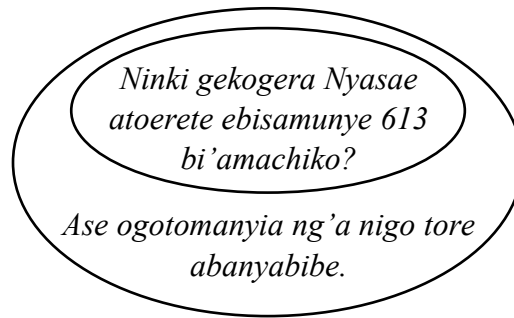 Ninki gekogera Nyasae
atoerete ebisamunye 613
bi’amachiko?
Ase ogotomanyia ng’a nigo tore
abanyabibe.